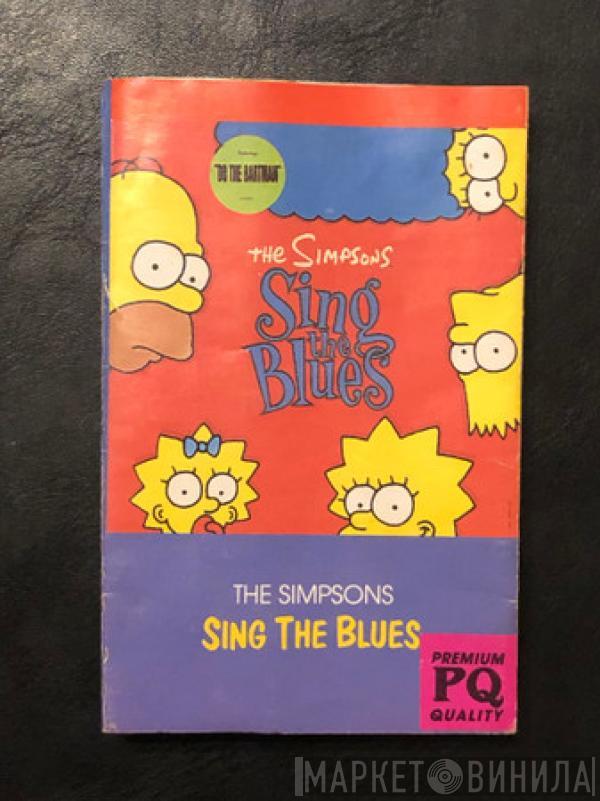 "DO THE BARTMAN"
the SIMPSONS
Sing
the
Blues
THE SIMPSONS
SING THE BLUES
PREMIUM
PQ
QUALITY
МАРКЕТ ВИНИЛА